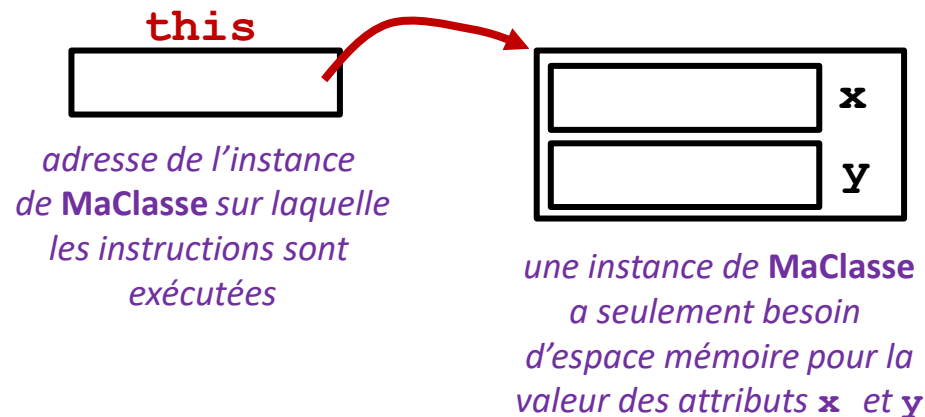 this
adresse de l’instance
de MaClasse sur laquelle
les instructions sont
exécutées
x
y
une instance de MaClasse
a seulement besoin
d’espace mémoire pour la
valeur des attributs x et y